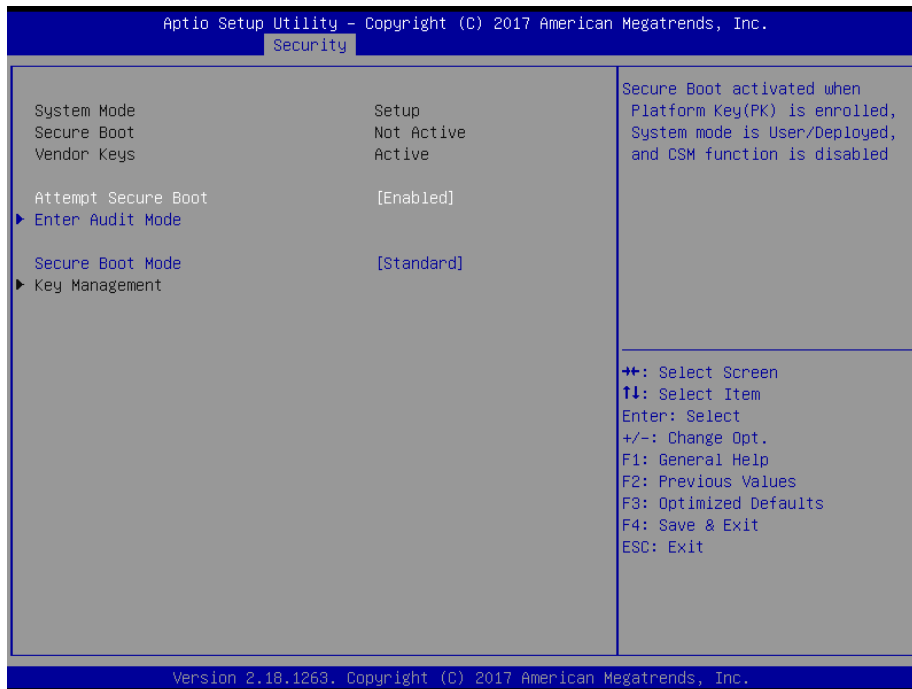 Aptio Setup Utility – Copyright (C) 2017 American Megatrends, Inc.
Security
System Mode Setup
Secure Boot Not Active
Vendor Keys Active
Attempt Secure Boot [Enabled]
Enter Audit Mode
Secure Boot Mode [Standard]
Key Management
Secure Boot activated when
Platform Key(PK) is enrolled,
System mode is User/Deployed,
and CSM function is disabled
→←: Select Screen
↑↓: Select Item
Enter: Select
+/-: Change Opt.
F1: General Help
F2: Previous Values
F3: Optimized Defaults
F4: Save & Exit
ESC: Exit
Version 2.18.1263. Copyright (C) 2017 American Megatrends, Inc.